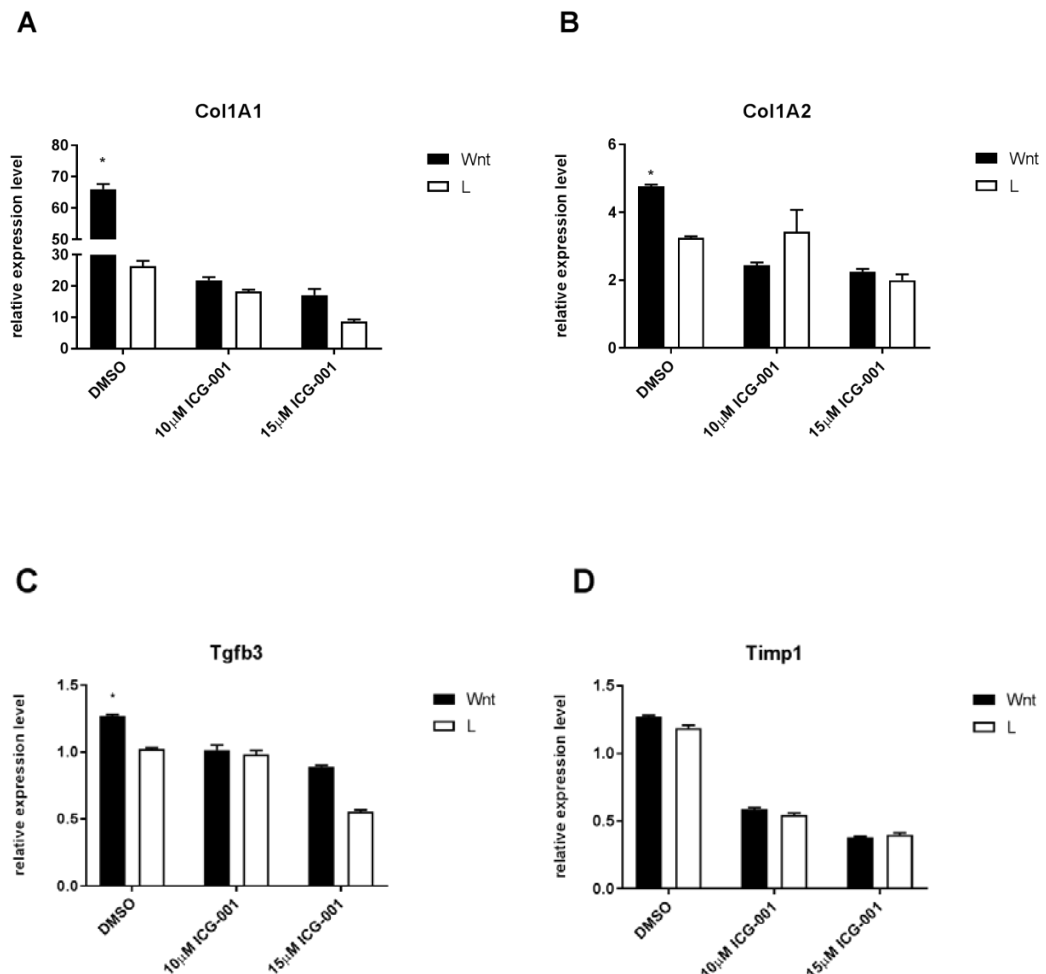 A
Col1A1
relative expression level
80
70
60
50
30
20
10
0
*
DMSO
10μM ICG-001
15μM ICG-001
Wnt
L
B
Col1A2
relative expression level
6
4
2
0
*
DMSO
10μM ICG-001
15μM ICG-001
Wnt
L
C
Tgfb3
relative expression level
1.5
1.0
0.5
0.0
*
DMSO
10μM ICG-001
15μM ICG-001
Wnt
L
D
Timp1
relative expression level
1.5
1.0
0.5
0.0
DMSO
10μM ICG-001
15μM ICG-001
Wnt
L